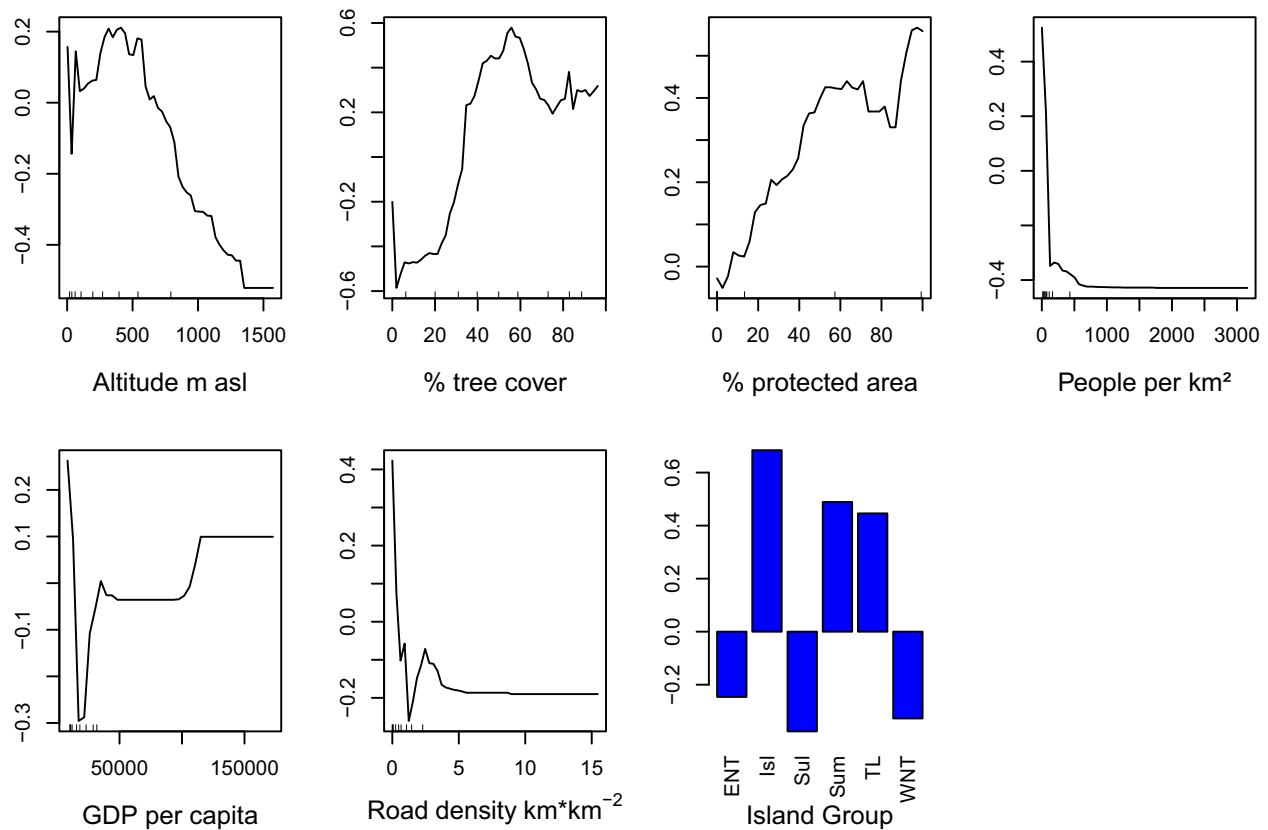 0.2
0.0
−0.2
−0.4
0 500 1000 1500
Altitude m asl
0.6
0.2
−0.2
−0.6
0 20 40 60 80
% tree cover
0.4
0.2
0.0
0 20 40 60 80
% protected area
0.4
0.2
0.0
−0.4
0 1000 2000 3000
People per km²
0.2
0.1
−0.1
−0.3
50000 150000
GDP per capita
0.4
0.2
0.0
−0.2
0 5 10 15
Road density km*km⁻²
0.6
0.4
0.2
0.0
−0.2
ENT Isl Sul Sum TL WNT
Island Group